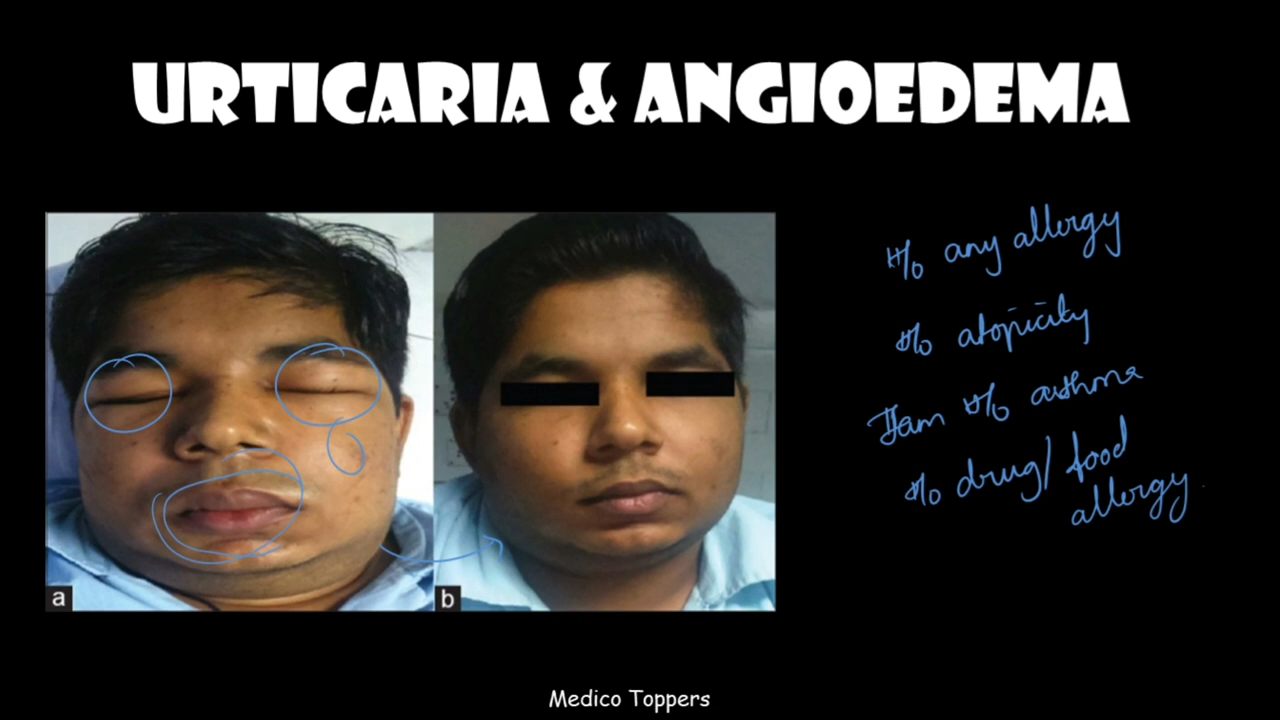 URTICARIA & ANGIOEDEMA
H/o any allergy
H/o atopicity
Fam H/o asthma
H/o drug/food
allergy.
a
b
Medico Toppers